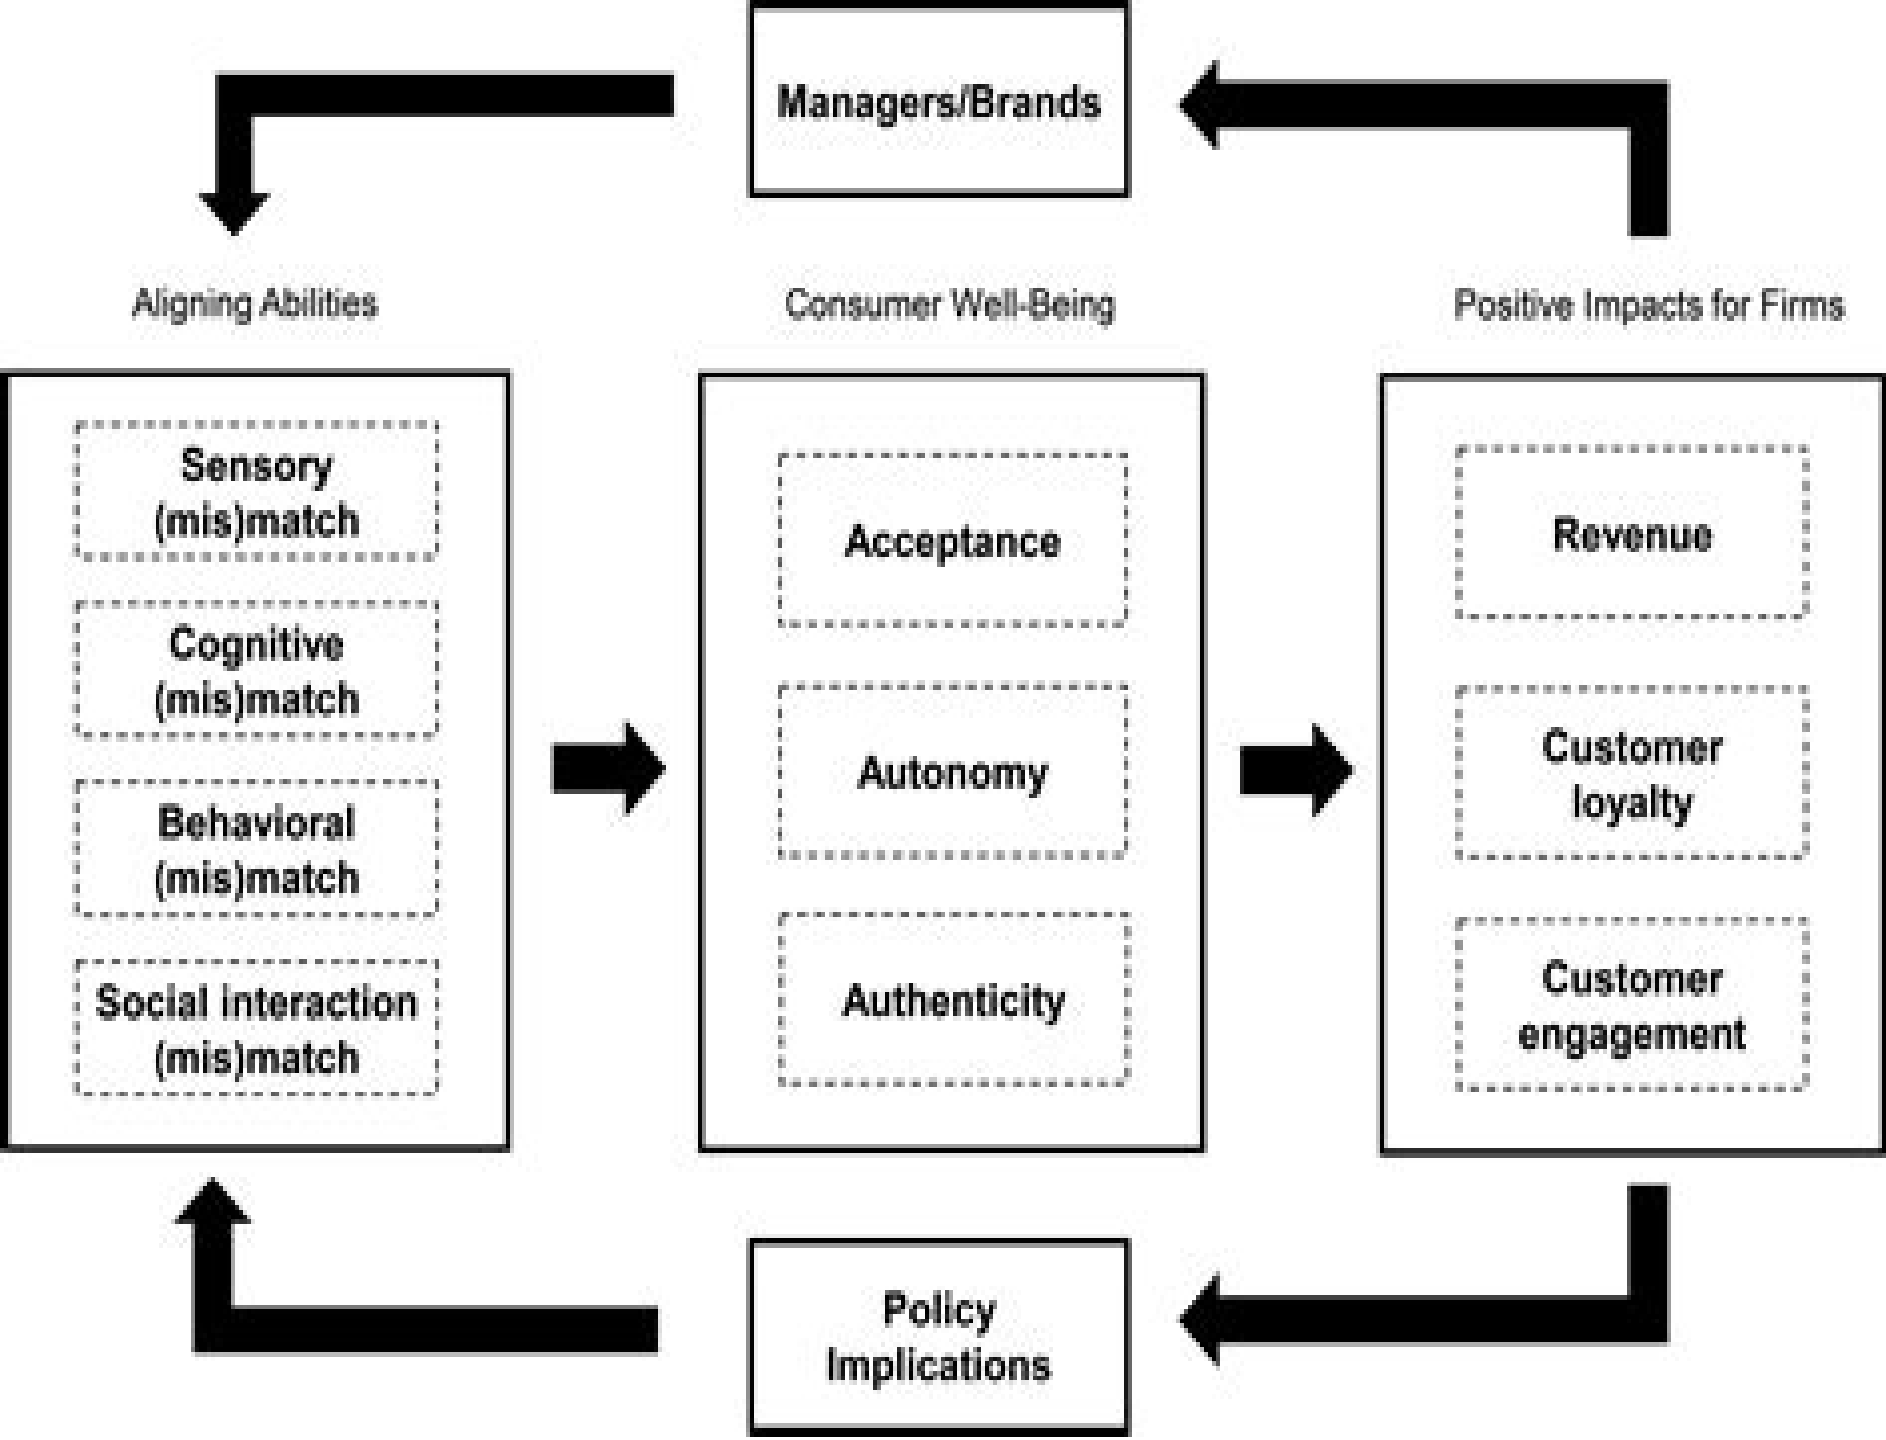 Managers/Brands
Aligning Abilities
Consumer Well-Being
Positive Impacts for Firms
Sensory
(mis)match
Cognitive
(mis)match
Behavioral
(mis)match
Social interaction
(mis)match
Acceptance
Autonomy
Authenticity
Revenue
Customer
loyalty
Customer
engagement
Policy
Implications